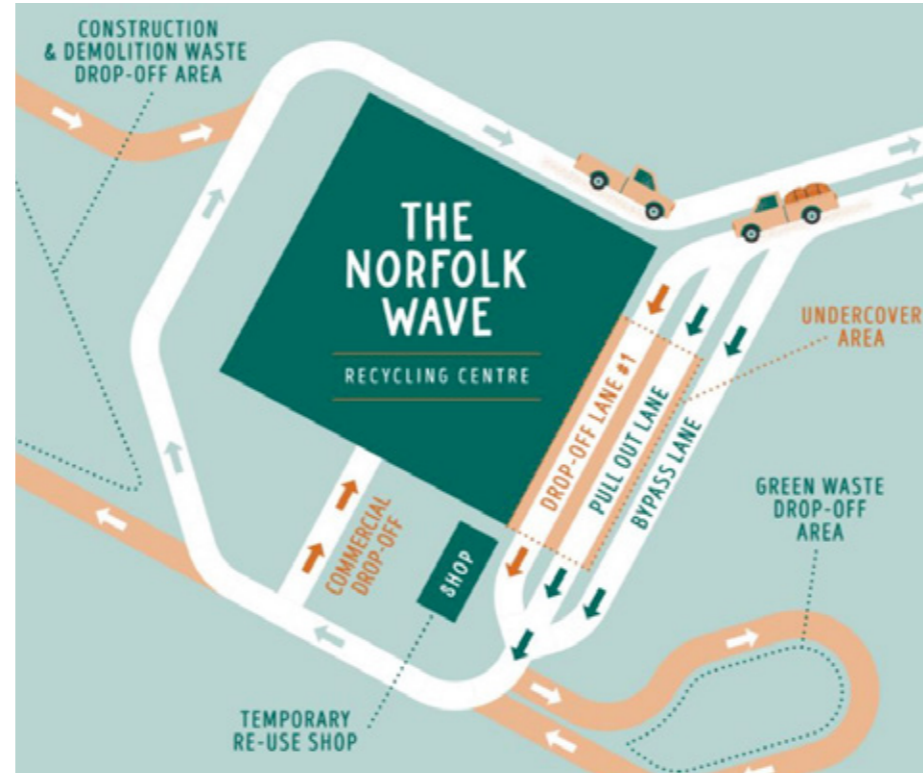 CONSTRUCTION
& DEMOLITION WASTE
DROP-OFF AREA
THE
NORFOLK
WAVE
RECYCLING CENTRE
UNDERCOVER
AREA
DROP-OFF LANE #1
PULL OUT LANE
BYPASS LANE
GREEN WASTE
DROP-OFF
AREA
COMMERCIAL
DROP-OFF
SHOP
TEMPORARY
RE-USE SHOP